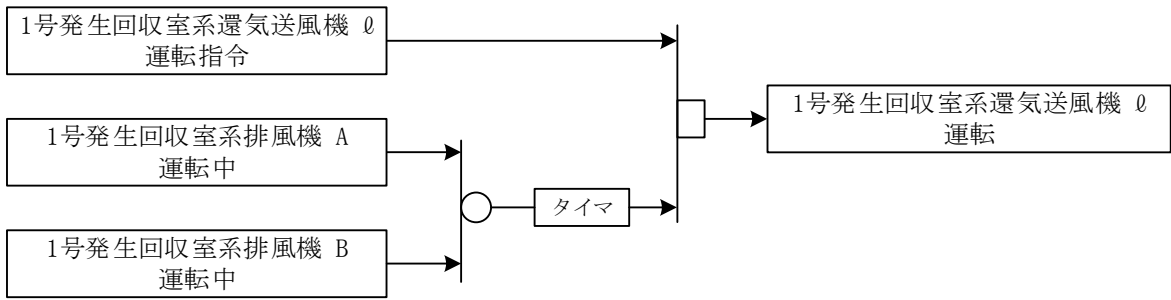 1号発生回収室系還気送風機 ℓ
運転指令
1号発生回収室系排風機 A
運転中
1号発生回収室系還気送風機 ℓ
運転
タイマ
1号発生回収室系排風機 B
運転中